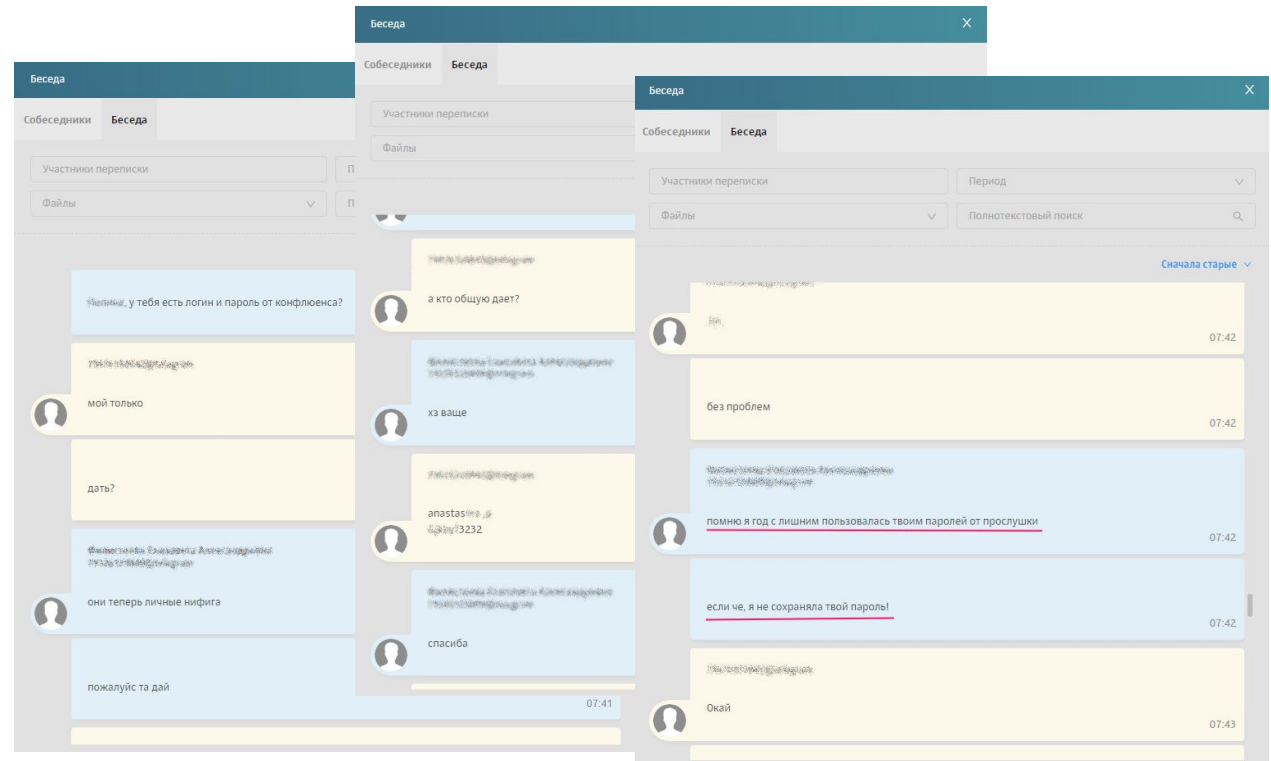 Беседа
Собеседники Беседа
Участники переписки П
Файлы П
у тебя есть логин и пароль от конфлюенса?
мой только
дать?
они теперь личные нифига
пожалуйс та дай
07:41
Беседа X
Собеседники Беседа
Участники переписки
Файлы
а кто общую дает?
хз ваще
anastas
3232
спасиба
Беседа X
Собеседники Беседа
Участники переписки Период
Файлы Полнотекстовый поиск
Сначала старые
07:42
без проблем
07:42
помню я год с лишним пользовалась твоим паролей от прослушки
07:42
если че, я не сохраняла твой пароль!
07:42
Окай
07:43